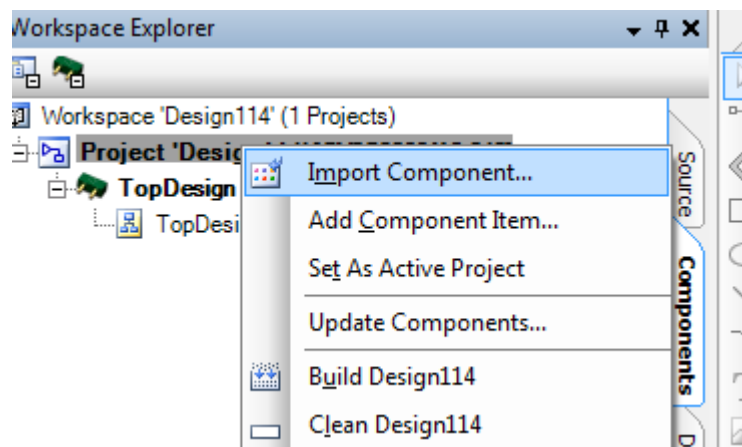 Workspace Explorer
Workspace 'Design114' (1 Projects)
Project 'Desig
TopDesign
TopDesi
Import Component...
Add Component Item...
Set As Active Project
Update Components...
Build Design114
Clean Design114
Source
Components
D